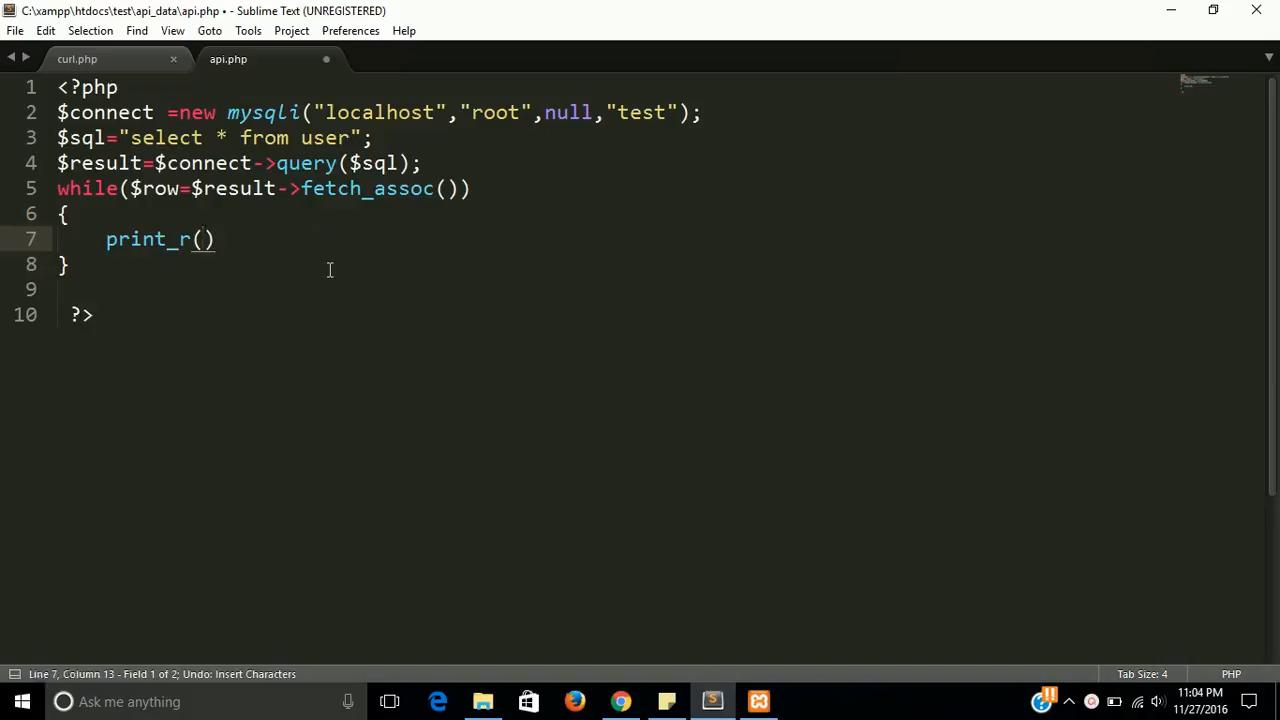 C:\xampp\htdocs\test\api_data\api.php • - Sublime Text (UNREGISTERED)
File Edit Selection Find View Goto Tools Project Preferences Help
curl.php × api.php
1 <?php
2 $connect =new mysqli("localhost","root",null,"test");
3 $sql="select * from user";
4 $result=$connect->query($sql);
5 while($row=$result->fetch_assoc())
6 {
7 print_r()
8 }
9
10 ?>
Line 7, Column 13 - Field 1 of 2; Undo: Insert Characters Tab Size: 4 PHP
Ask me anything
11:04 PM
11/27/2016